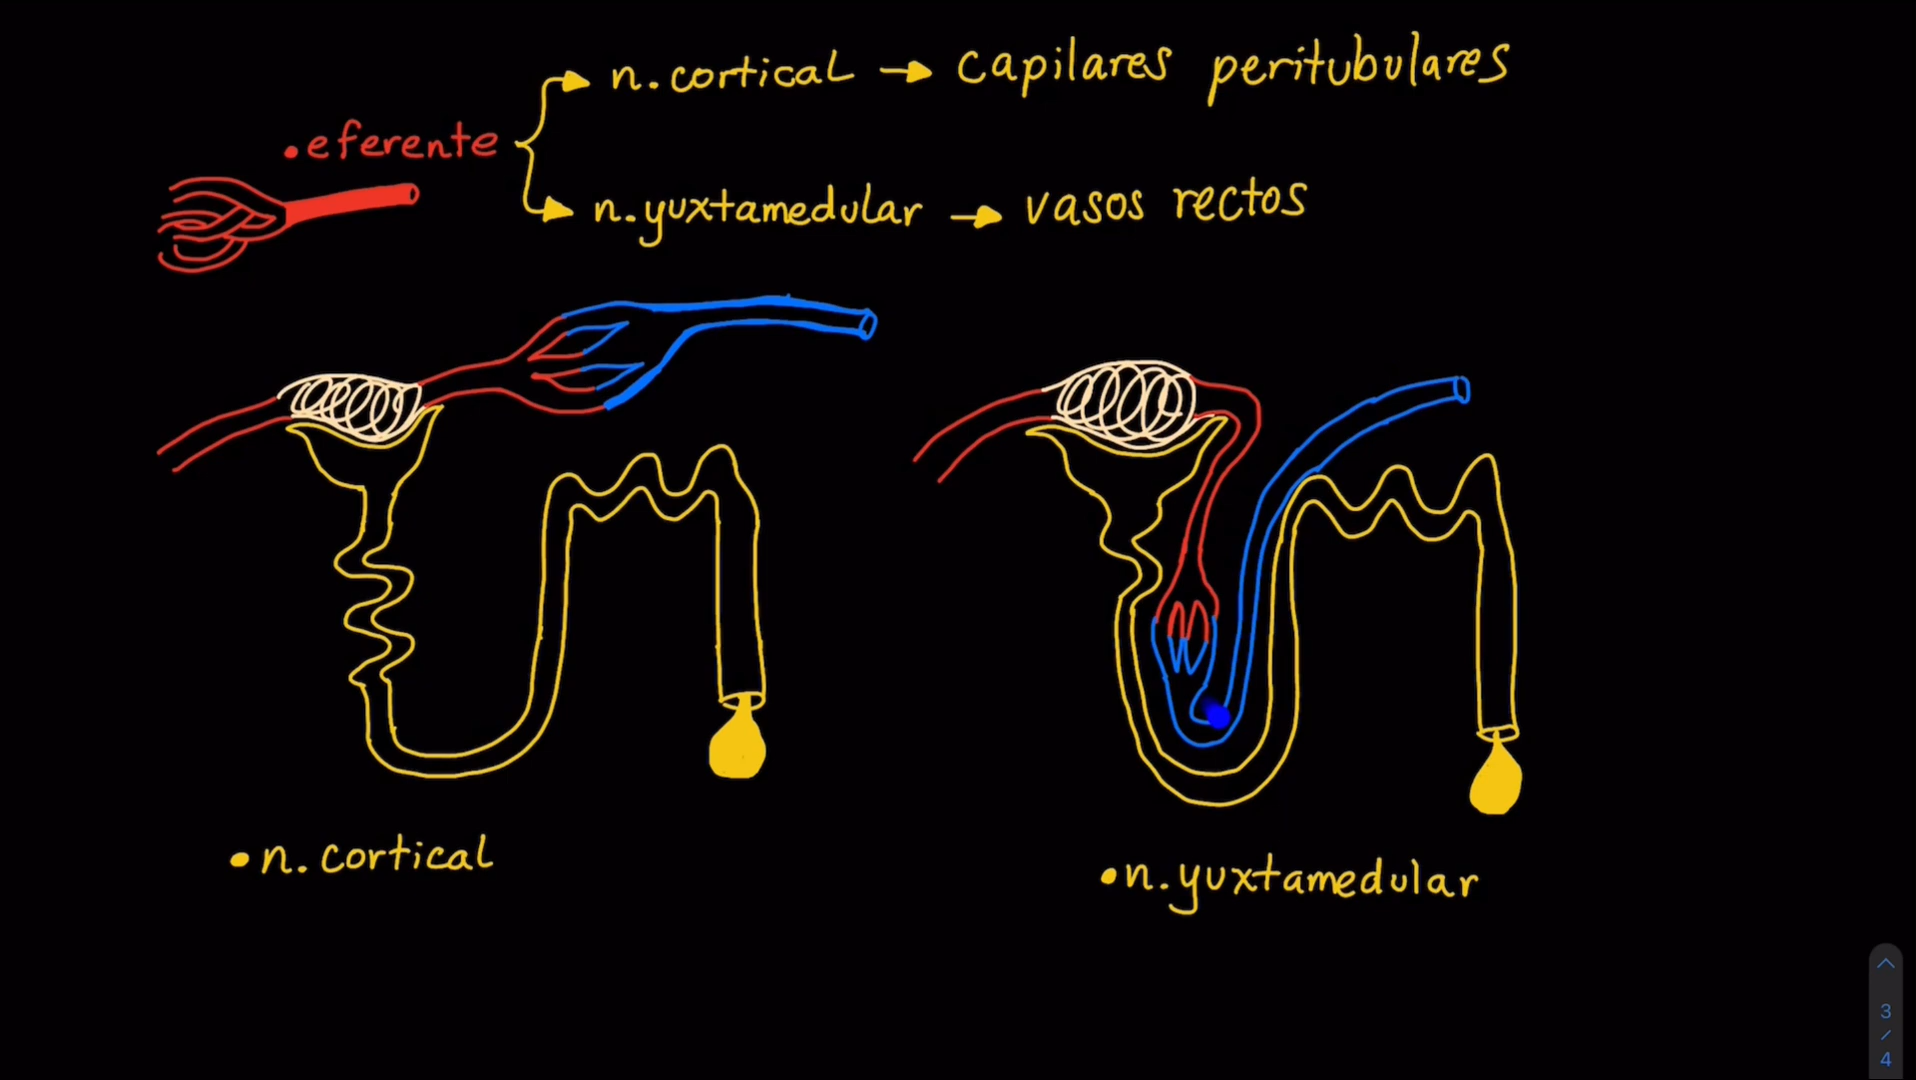 n. cortical → capilares peritubulares
• eferente
n. yuxtamedular → vasos rectos
• n. cortical
• n. yuxtamedular
3
/
4